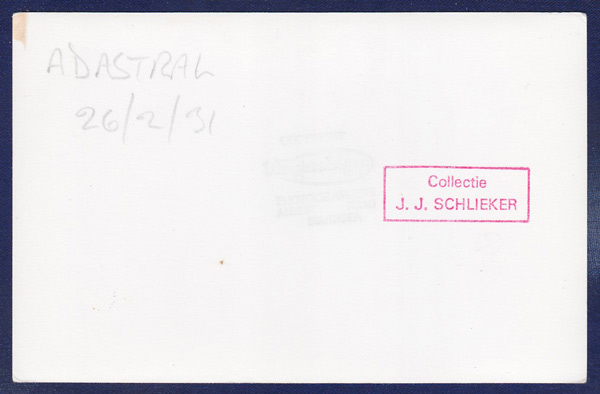 ADASTRAL
26/2/31
Collectie
J. J. SCHLIEKER